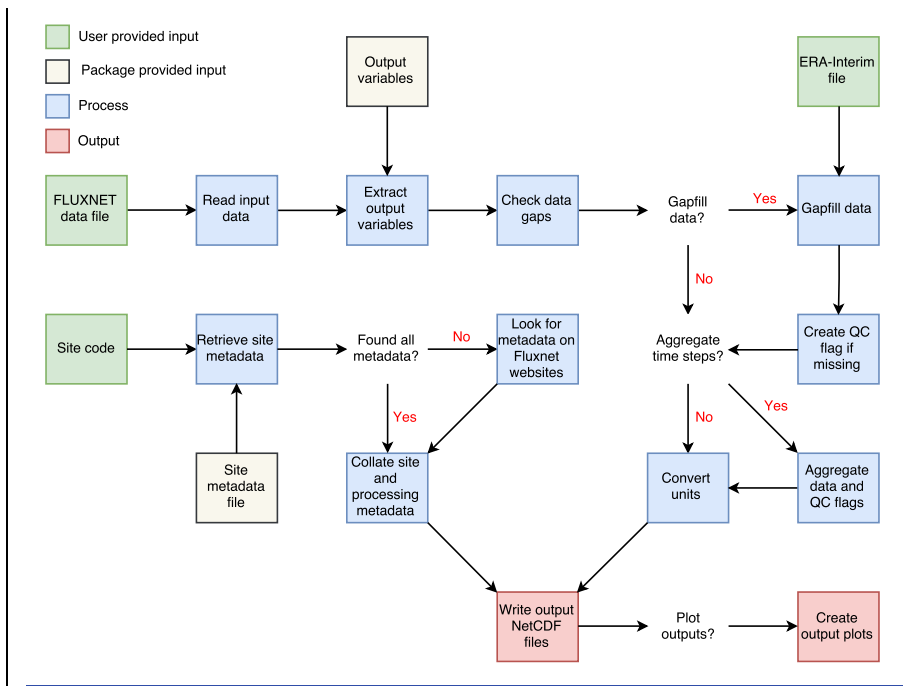 User provided input
Package provided input
Process
Output
Output
variables
ERA-Interim
file
FLUXNET
data file
Read input
data
Extract
output
variables
Check data
gaps
Gapfill
data?
Yes
Gapfill data
No
Site code
Retrieve site
metadata
Found all
metadata?
No
Look for
metadata on
Fluxnet
websites
Aggregate
time steps?
Create QC
flag if
missing
Yes
No
Yes
Site
metadata
file
Collate site
and
processing
metadata
Convert
units
Aggregate
data and
QC flags
Write output
NetCDF
files
Plot
outputs?
Create
output plots